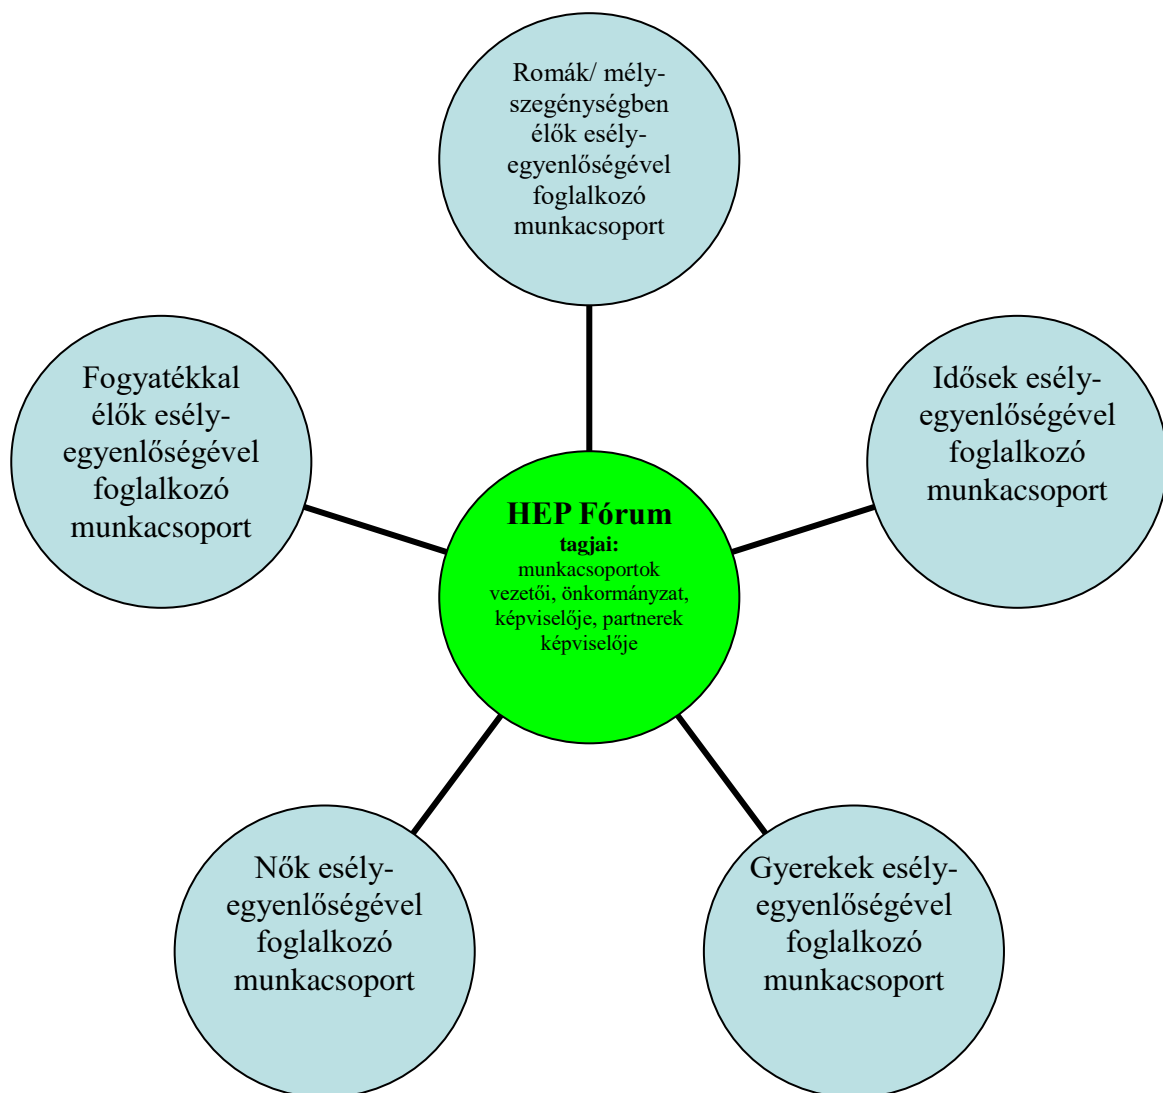 Romák/ mély-
szegénységben
élők esély-
egyenlőségével
foglalkozó
munkacsoport
Fogyatékkal
élők esély-
egyenlőségével
foglalkozó
munkacsoport
Idősek esély-
egyenlőségével
foglalkozó
munkacsoport
HEP Fórum
tagjai:
munkacsoportok
vezetői, önkormányzat,
képviselője, partnerek
képviselője
Nők esély-
egyenlőségével
foglalkozó
munkacsoport
Gyerekek esély-
egyenlőségével
foglalkozó
munkacsoport